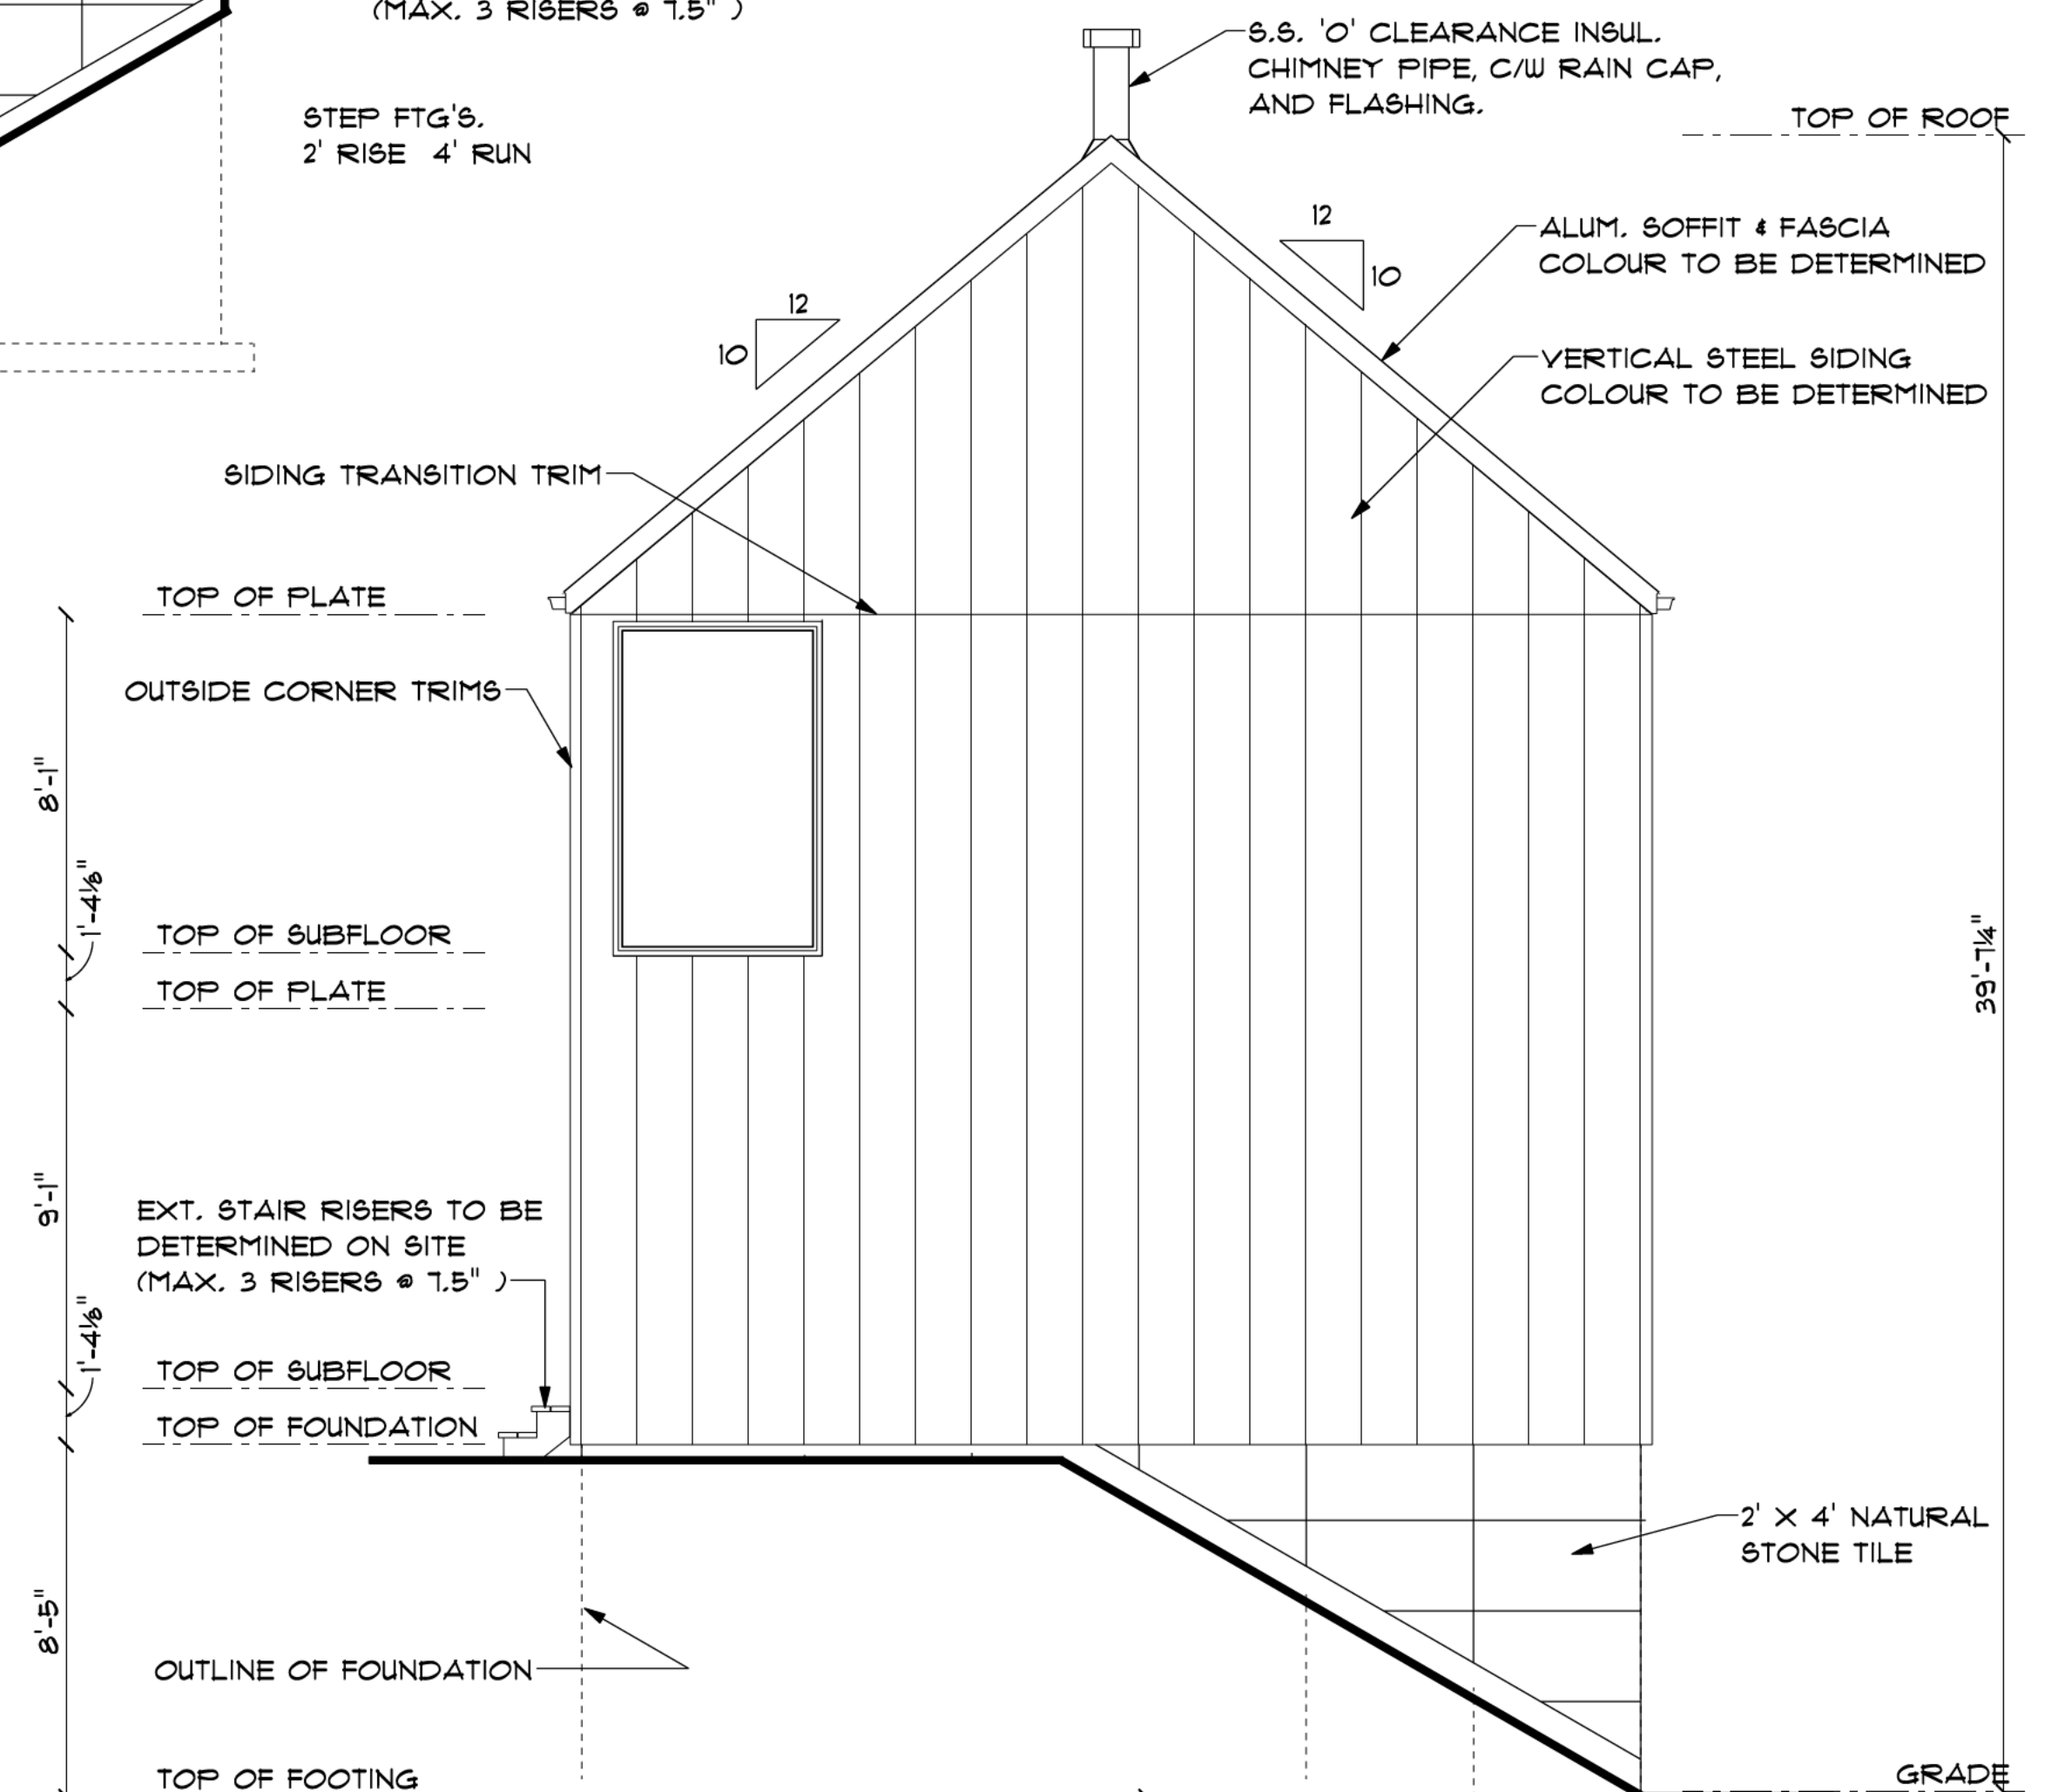 (MAX. 3 RISERS @ 7.5" )
STEP FTG'S.
2' RISE 4' RUN
S.S. 'O' CLEARANCE INSUL.
CHIMNEY PIPE, C/W RAIN CAP,
AND FLASHING.
TOP OF ROOF
12
10
ALUM. SOFFIT & FASCIA
COLOUR TO BE DETERMINED
12
10
VERTICAL STEEL SIDING
COLOUR TO BE DETERMINED
SIDING TRANSITION TRIM
TOP OF PLATE
OUTSIDE CORNER TRIMS
8'-1"
1'-4⅛"
TOP OF SUBFLOOR
TOP OF PLATE
39'-7¼"
9'-1"
EXT. STAIR RISERS TO BE
DETERMINED ON SITE
(MAX. 3 RISERS @ 7.5" )
1'-4⅛"
TOP OF SUBFLOOR
TOP OF FOUNDATION
2' X 4' NATURAL
STONE TILE
8'-5"
OUTLINE OF FOUNDATION
TOP OF FOOTING
GRADE